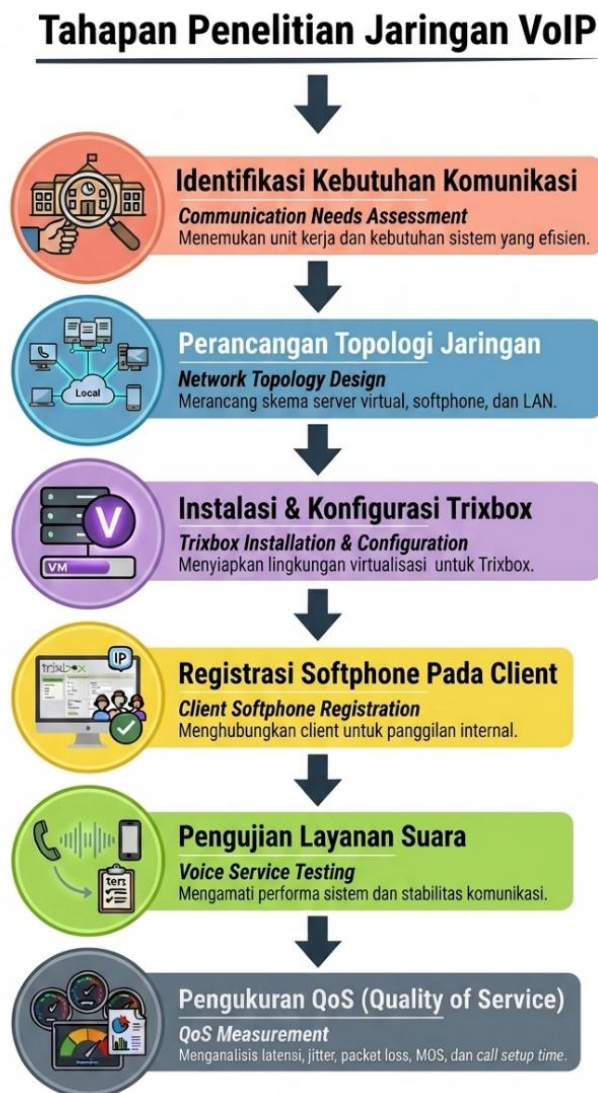 Tahapan Penelitian Jaringan VoIP
Identifikasi Kebutuhan Komunikasi
Communication Needs Assessment
Menemukan unit kerja dan kebutuhan sistem yang efisien.
Local
Perancangan Topologi Jaringan
Network Topology Design
Merancang skema server virtual, softphone, dan LAN.
V
VM
Instalasi & Konfigurasi Trixbox
Trixbox Installation & Configuration
Menyiapkan lingkungan virtualisasi untuk Trixbox.
trixbox
IP
Registrasi Softphone Pada Client
Client Softphone Registration
Menghubungkan client untuk panggilan internal.
Pengujian Layanan Suara
Voice Service Testing
Mengamati performa sistem dan stabilitas komunikasi.
Pengukuran QoS (Quality of Service)
QoS Measurement
Menganalisis latensi, jitter, packet loss, MOS, dan call setup time.